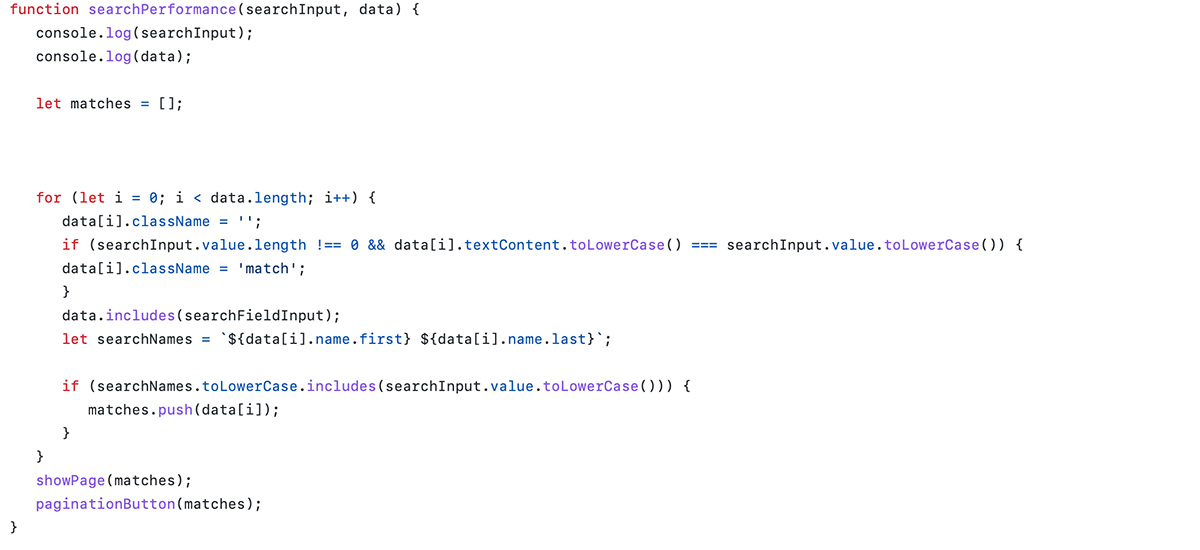 function searchPerformance(searchInput, data) {
console.log(searchInput);
console.log(data);
let matches = [];
for (let i = 0; i < data.length; i++) {
data[i].className = '';
if (searchInput.value.length !== 0 && data[i].textContent.toLowerCase() === searchInput.value.toLowerCase()) {
data[i].className = 'match';
}
data.includes(searchFieldInput);
let searchNames = `${data[i].name.first} ${data[i].name.last}`;
if (searchNames.toLowerCase.includes(searchInput.value.toLowerCase())) {
matches.push(data[i]);
}
}
showPage(matches);
paginationButton(matches);
}